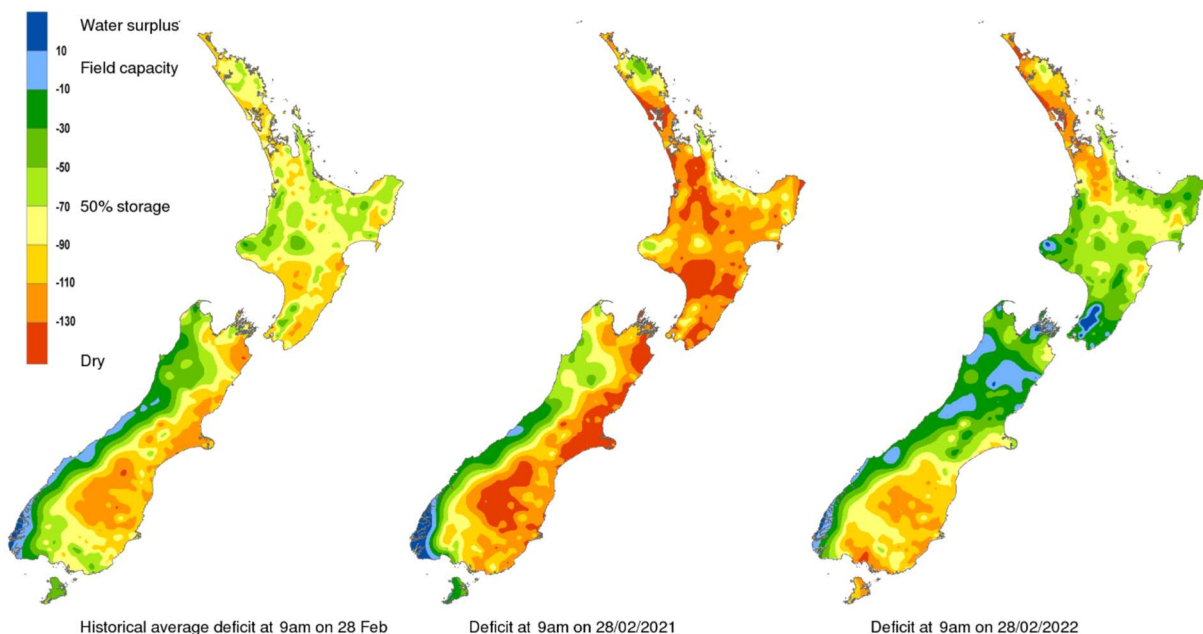 Water surplus
10
Field capacity
-10
-30
-50
50% storage
-70
-90
-110
-130
Dry
Historical average deficit at 9am on 28 Feb
Deficit at 9am on 28/02/2021
Deficit at 9am on 28/02/2022